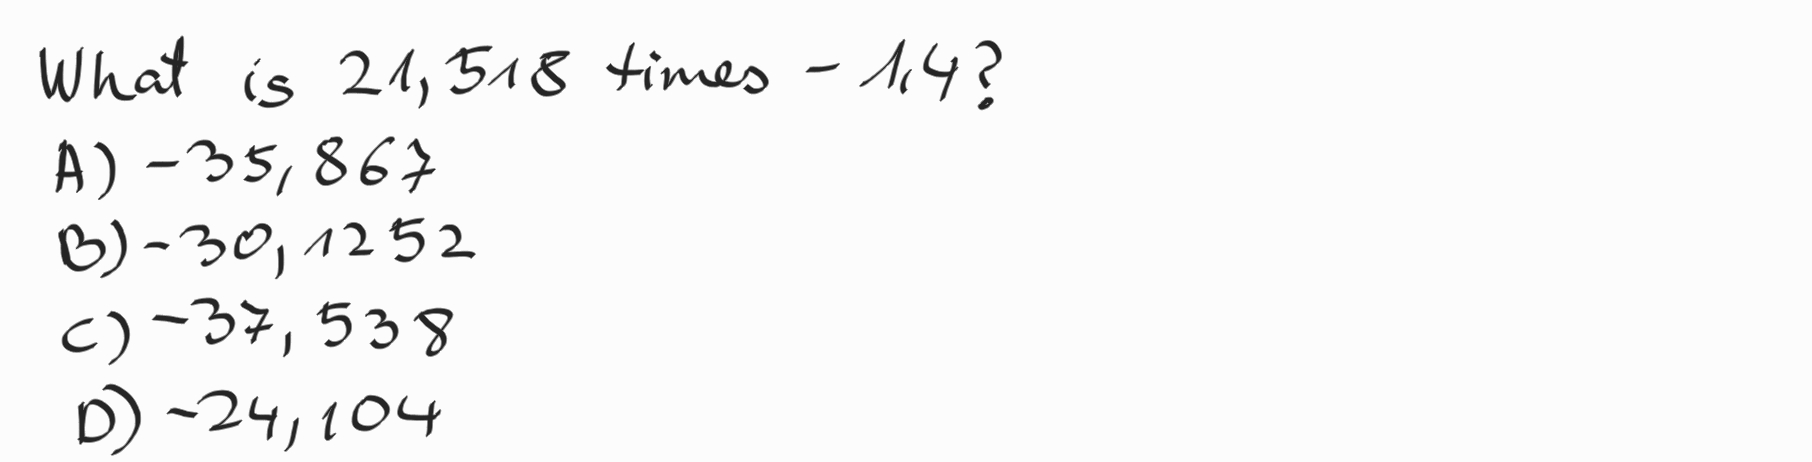 What is 21,518 times - 1,4?
A) -35,867
B) -30,1252
C) -37,538
D) -24,104